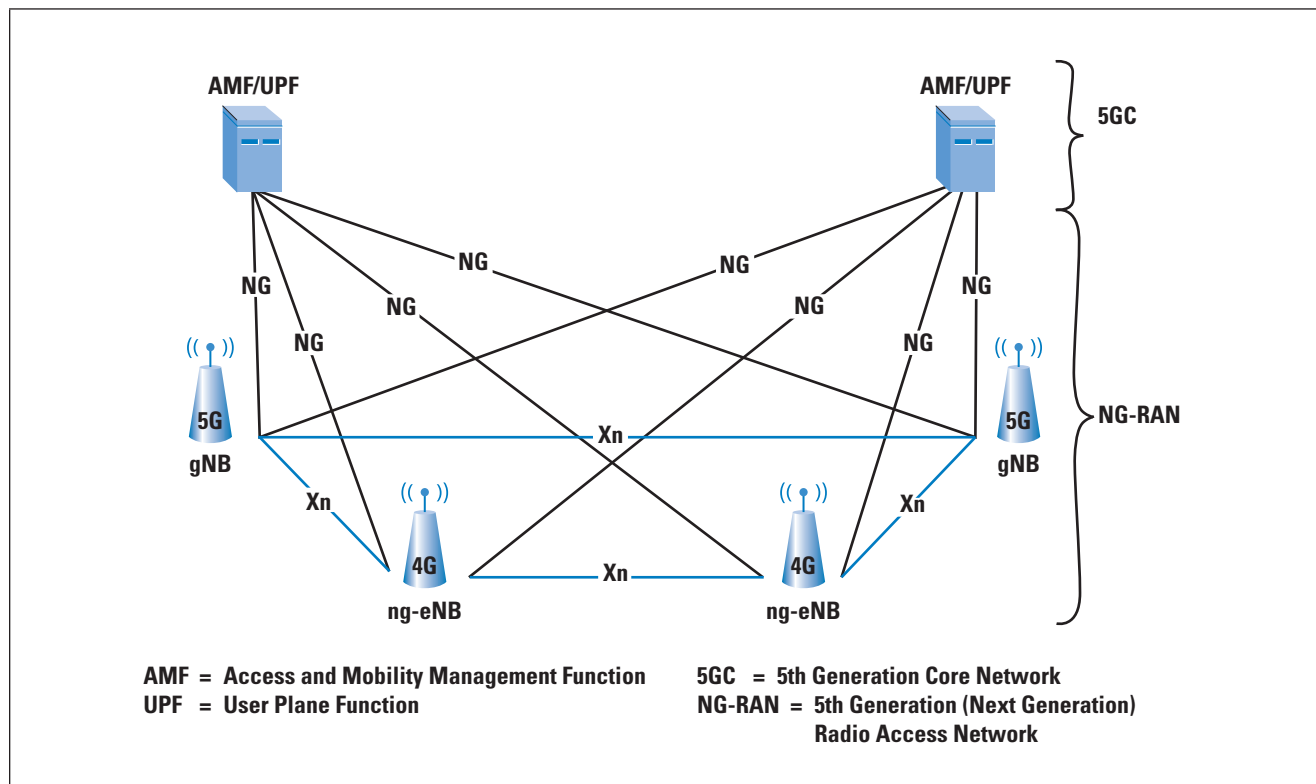 AMF/UPF
AMF/UPF
5GC
NG
NG
NG
NG
NG
NG
NG
NG
5G
5G
NG-RAN
Xn
gNB
gNB
Xn
Xn
4G
4G
Xn
ng-eNB
ng-eNB
AMF = Access and Mobility Management Function
UPF = User Plane Function
5GC = 5th Generation Core Network
NG-RAN = 5th Generation (Next Generation)
Radio Access Network